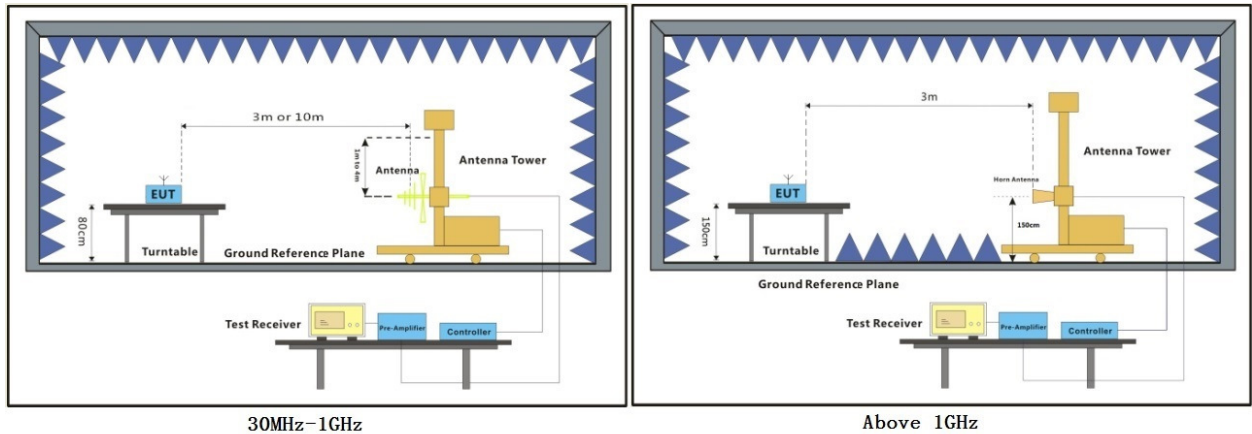 3m or 10m
1m to 4m
Antenna
Antenna Tower
EUT
80cm
Turntable
Ground Reference Plane
Test Receiver
Pre-Amplifier
Controller
30MHz-1GHz
3m
Antenna Tower
Horn Antenna
EUT
150cm
150cm
Turntable
Ground Reference Plane
Test Receiver
Pre-Amplifier
Controller
Above 1GHz